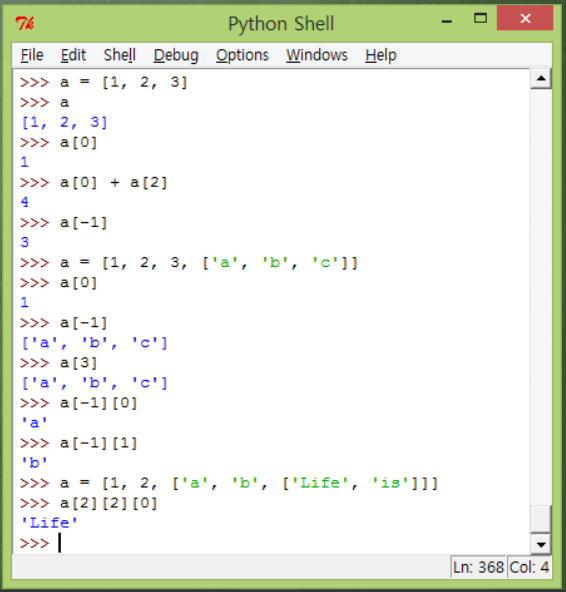 Python Shell
File Edit Shell Debug Options Windows Help
>>> a = [1, 2, 3]
>>> a
[1, 2, 3]
>>> a[0]
1
>>> a[0] + a[2]
4
>>> a[-1]
3
>>> a = [1, 2, 3, ['a', 'b', 'c']]
>>> a[0]
1
>>> a[-1]
['a', 'b', 'c']
>>> a[3]
['a', 'b', 'c']
>>> a[-1][0]
'a'
>>> a[-1][1]
'b'
>>> a = [1, 2, ['a', 'b', ['Life', 'is']]]
>>> a[2][2][0]
'Life'
>>>
Ln: 368 Col: 4